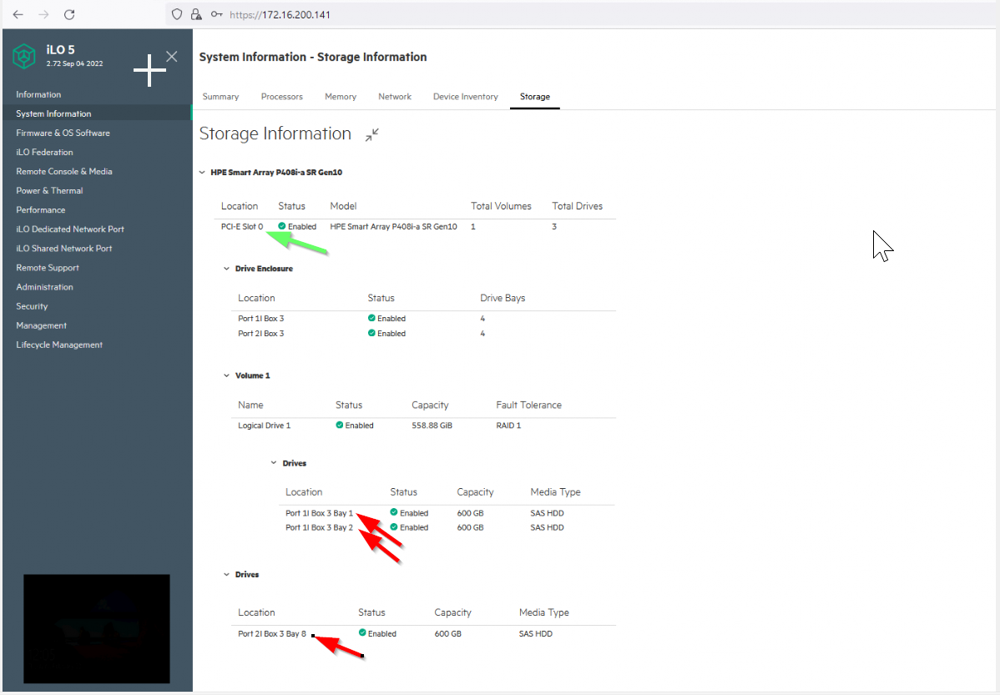 https://172.16.200.141
iLO 5
2.72 Sep 04 2022
Information
System Information
Firmware & OS Software
iLO Federation
Remote Console & Media
Power & Thermal
Performance
iLO Dedicated Network Port
iLO Shared Network Port
Remote Support
Administration
Security
Management
Lifecycle Management
System Information - Storage Information
Summary Processors Memory Network Device Inventory Storage
Storage Information
HPE Smart Array P408i-a SR Gen10
Location Status Model Total Volumes Total Drives
PCI-E Slot 0 Enabled HPE Smart Array P408i-a SR Gen10 1 3
Drive Enclosure
Location Status Drive Bays
Port 1I Box 3 Enabled 4
Port 2I Box 3 Enabled 4
Volume 1
Name Status Capacity Fault Tolerance
Logical Drive 1 Enabled 558.88 GiB RAID 1
Drives
Location Status Capacity Media Type
Port 1I Box 3 Bay 1 Enabled 600 GB SAS HDD
Port 1I Box 3 Bay 2 Enabled 600 GB SAS HDD
Drives
Location Status Capacity Media Type
Port 2I Box 3 Bay 8 Enabled 600 GB SAS HDD